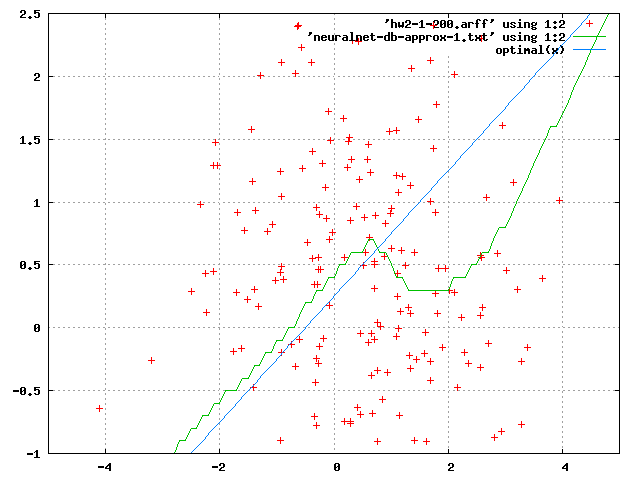 2.5
'hw2-1-200.arff' using 1:2
'neuralnet-db-approx-1.txt' using 1:2
optimal(x)
2
1.5
1
0.5
0
-0.5
-1
-4 -2 0 2 4